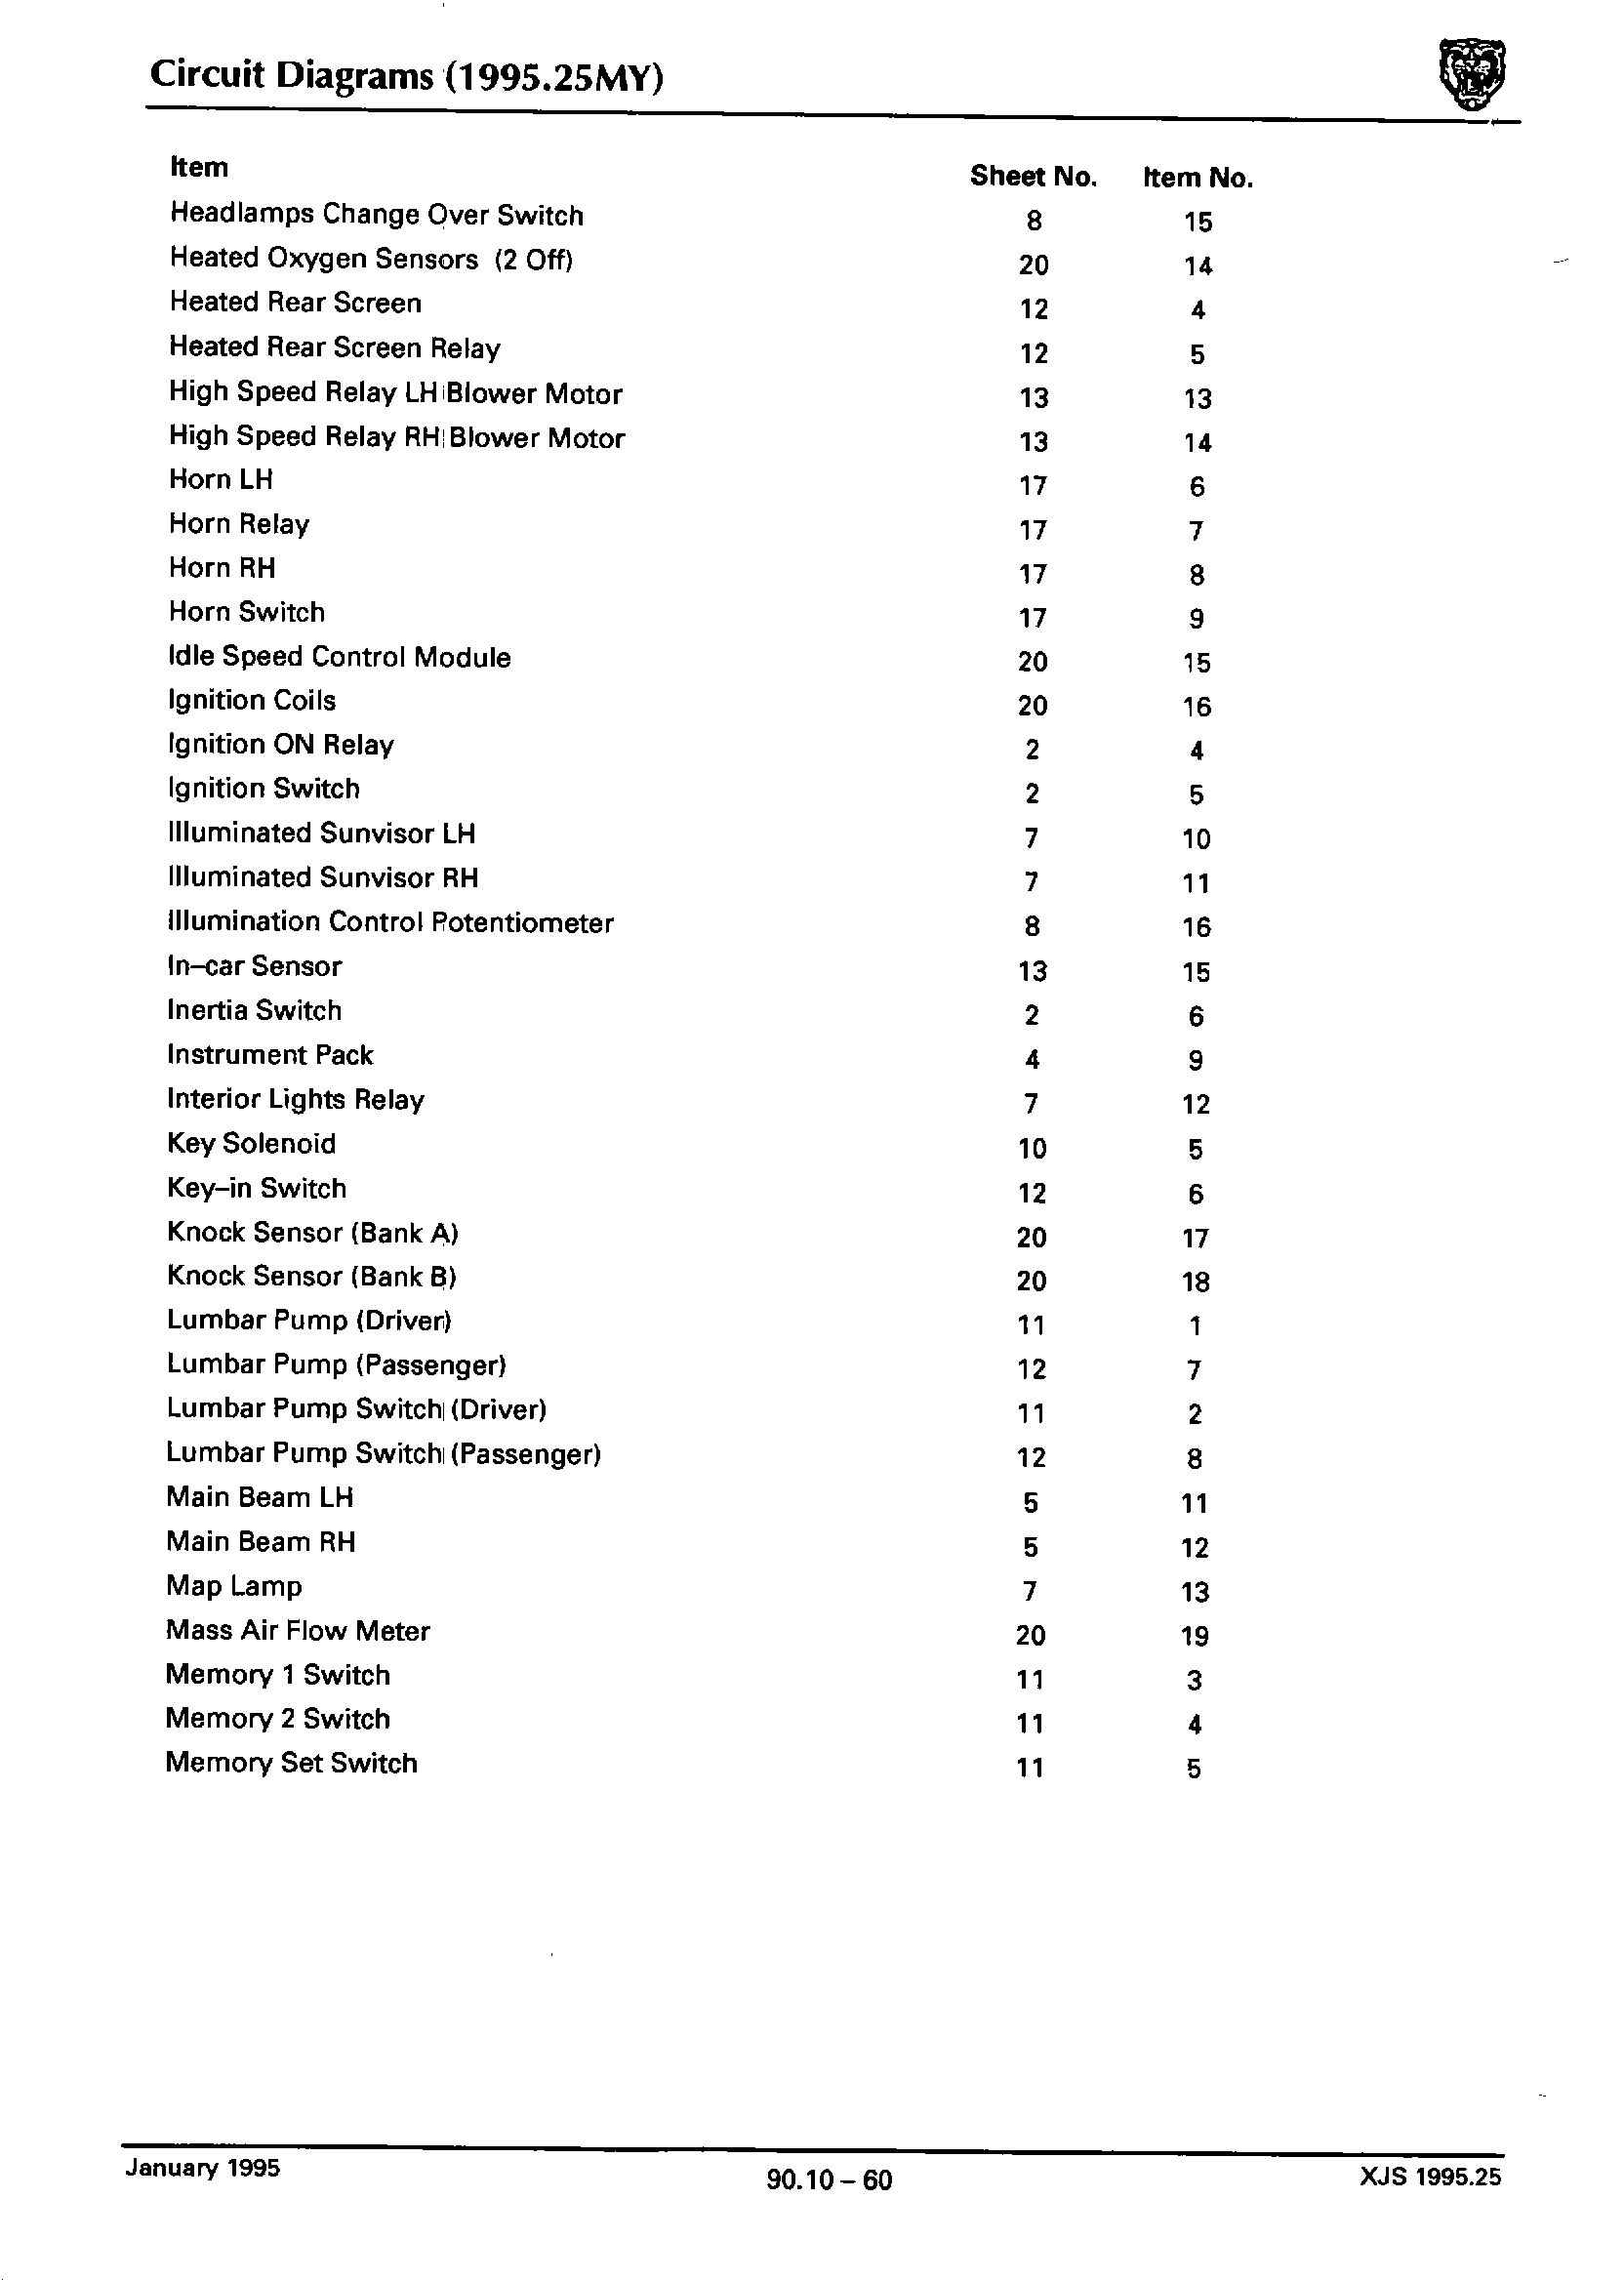 Circuit Diagrams (1995.25MY)
Item Sheet No. Item No.
Headlamps Change Over Switch 8 15
Heated Oxygen Sensors (2 Off) 20 14
Heated Rear Screen 12 4
Heated Rear Screen Relay 12 5
High Speed Relay LH Blower Motor 13 13
High Speed Relay RH Blower Motor 13 14
Horn LH 17 6
Horn Relay 17 7
Horn RH 17 8
Horn Switch 17 9
Idle Speed Control Module 20 15
Ignition Coils 20 16
Ignition ON Relay 2 4
Ignition Switch 2 5
Illuminated Sunvisor LH 7 10
Illuminated Sunvisor RH 7 11
Illumination Control Potentiometer 8 16
In–car Sensor 13 15
Inertia Switch 2 6
Instrument Pack 4 9
Interior Lights Relay 7 12
Key Solenoid 10 5
Key–in Switch 12 6
Knock Sensor (Bank A) 20 17
Knock Sensor (Bank B) 20 18
Lumbar Pump (Driver) 11 1
Lumbar Pump (Passenger) 12 7
Lumbar Pump Switch (Driver) 11 2
Lumbar Pump Switch (Passenger) 12 8
Main Beam LH 5 11
Main Beam RH 5 12
Map Lamp 7 13
Mass Air Flow Meter 20 19
Memory 1 Switch 11 3
Memory 2 Switch 11 4
Memory Set Switch 11 5
January 1995 90.10 – 60 XJS 1995.25